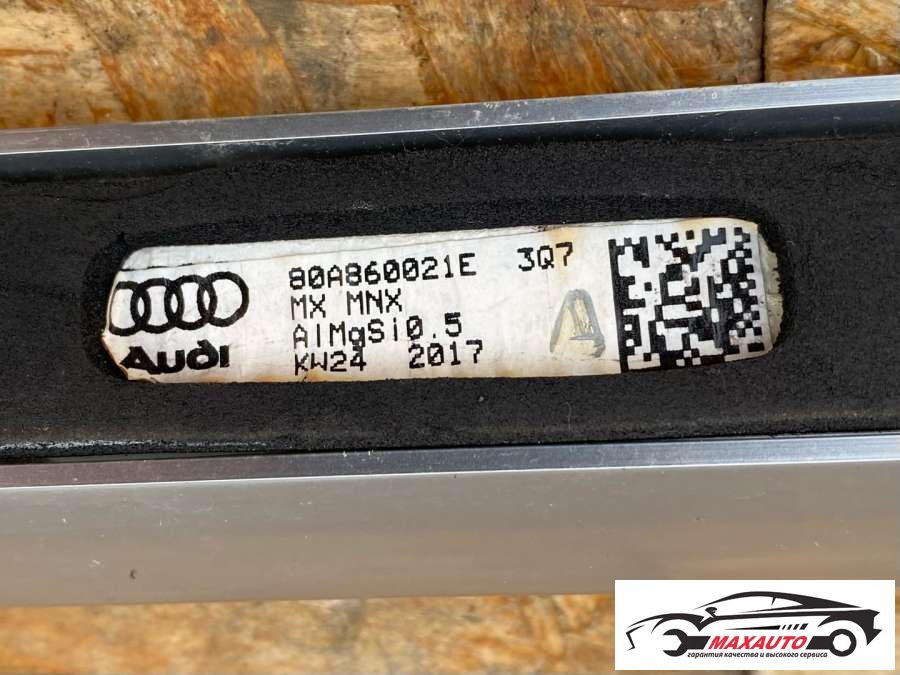 80A860021E 3Q7
MX MNX
AlMgSi0.5
KW24 2017
A
Audi
MAXAUTO
гарантия качества и высокого сервиса